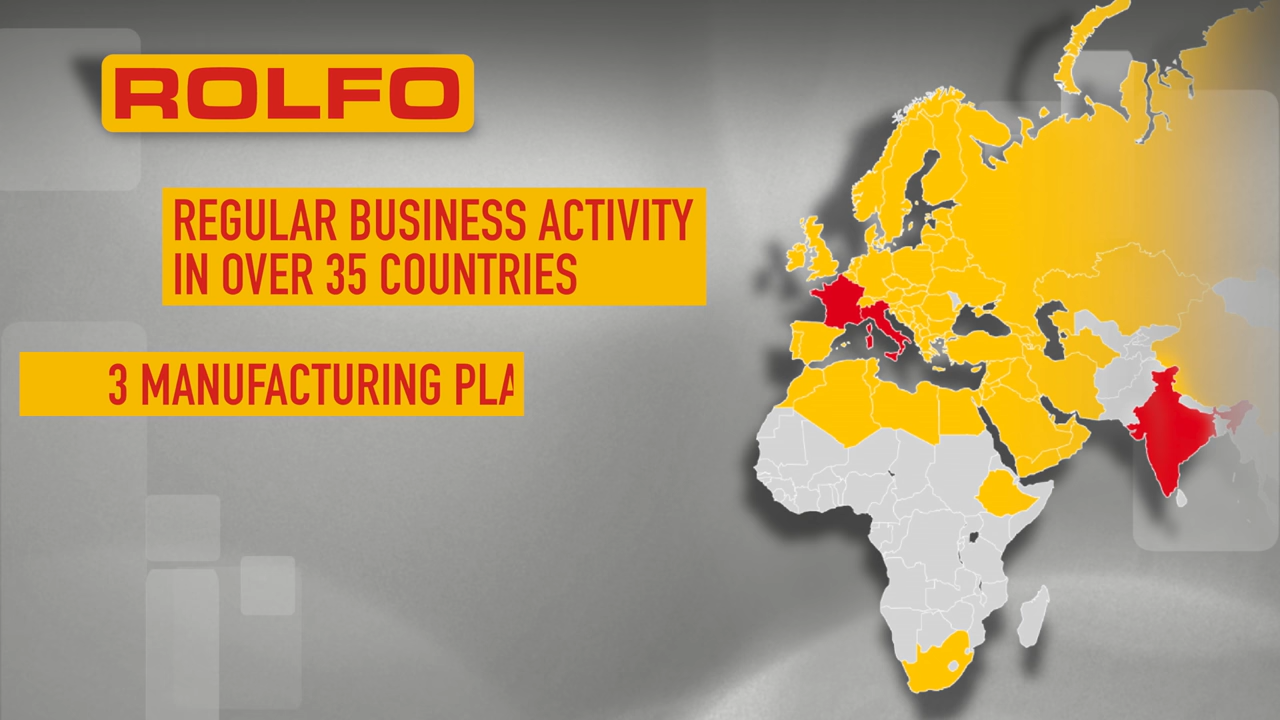 ROLFO
REGULAR BUSINESS ACTIVITY
IN OVER 35 COUNTRIES
3 MANUFACTURING PLA